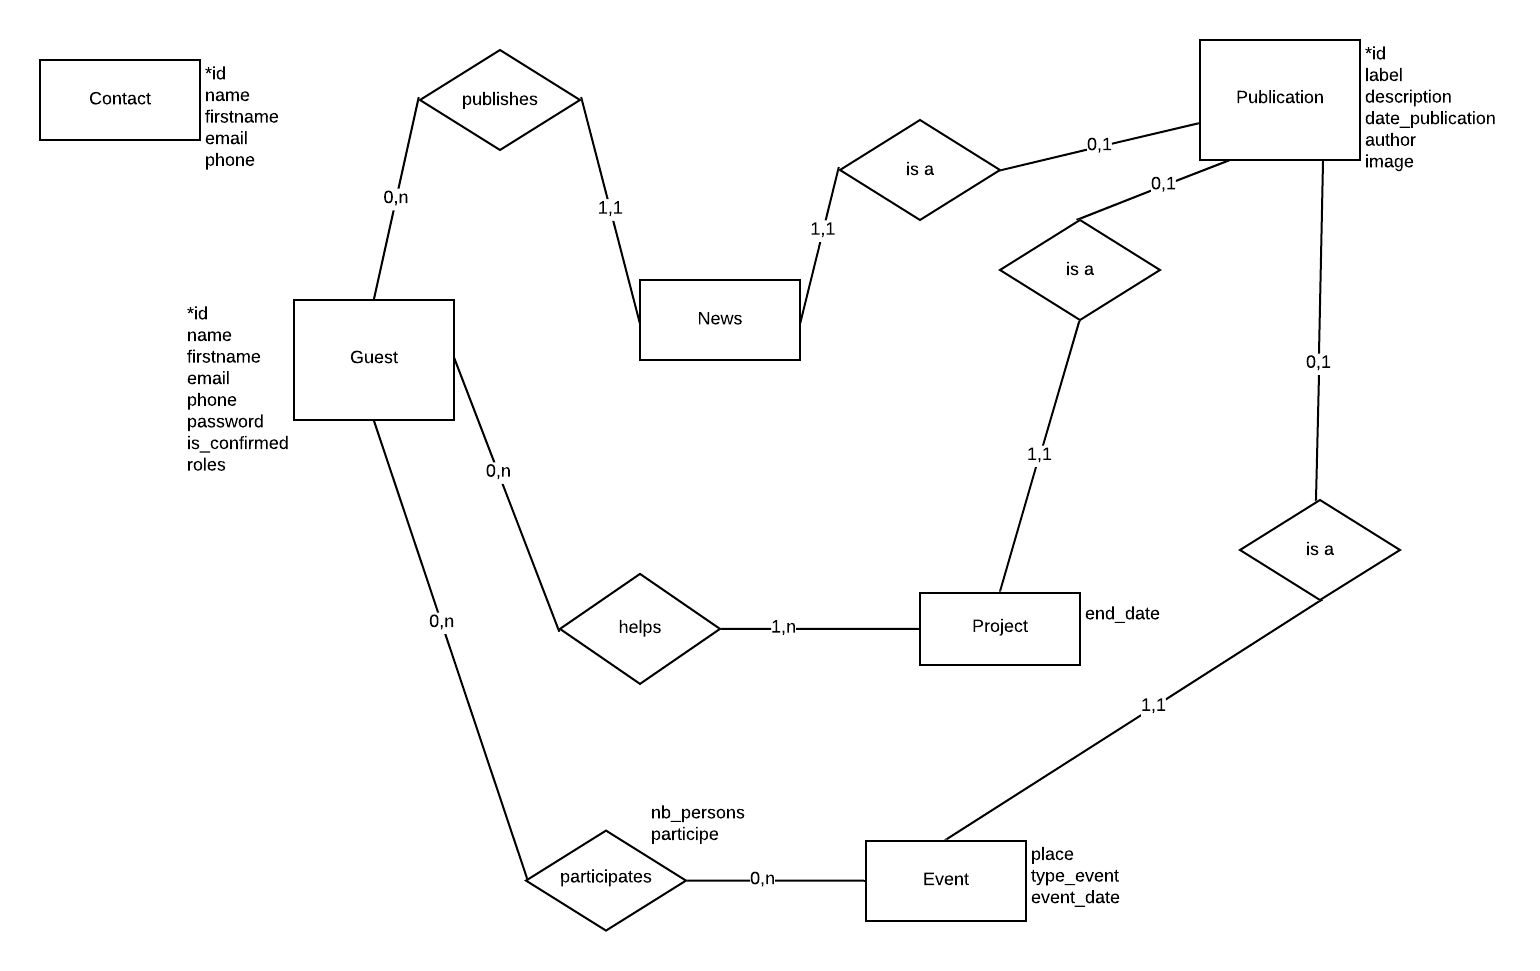 Contact
*id
name
firstname
email
phone
publishes
Publication
*id
label
description
date_publication
author
image
is a
0,1
0,1
0,n
1,1
1,1
is a
News
*id
name
firstname
email
phone
password
is_confirmed
roles
Guest
0,1
0,n
1,1
is a
0,n
helps
1,n
Project
end_date
1,1
nb_persons
participe
participates
0,n
Event
place
type_event
event_date